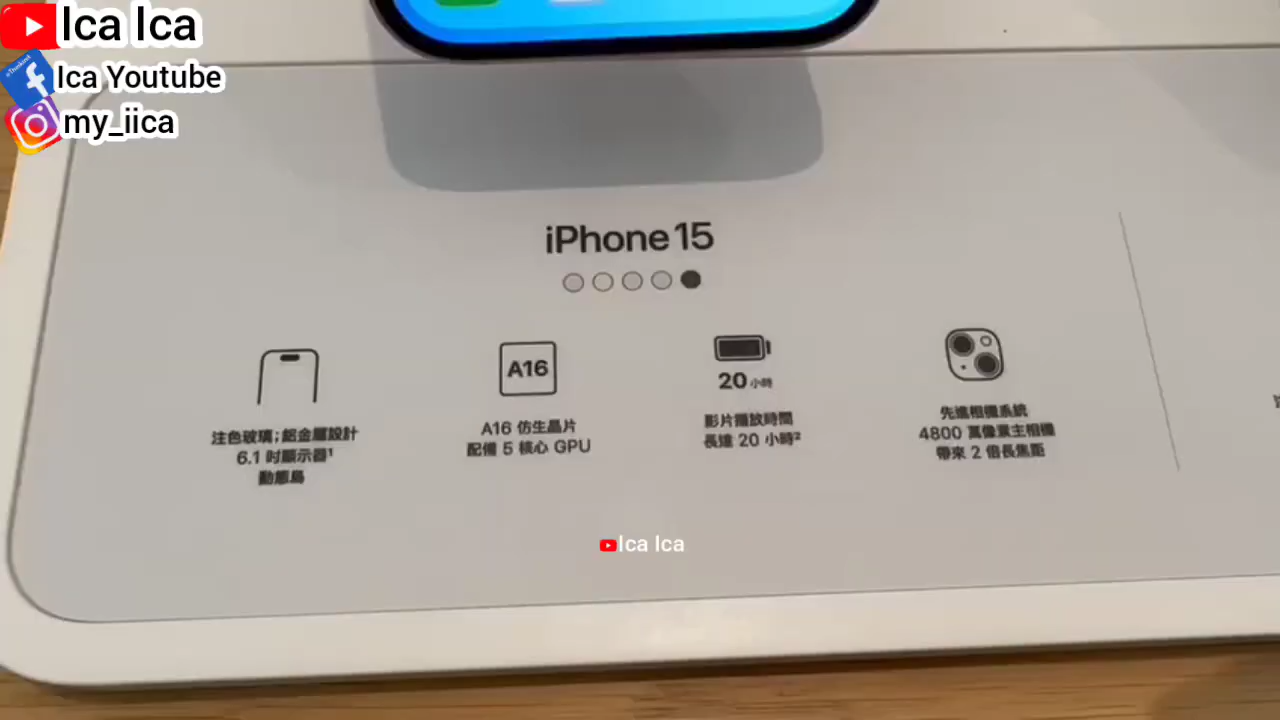 Ica Ica
Ica Youtube
my_iica
iPhone 15
A16
20 小時
注色玻璃;鋁金屬設計
6.1 吋顯示器¹
動態島
A16 仿生晶片
配備 5 核心 GPU
影片播放時間
長達 20 小時²
先進相機系統
4800 萬像素主相機
帶來 2 倍長焦距
Ica Ica